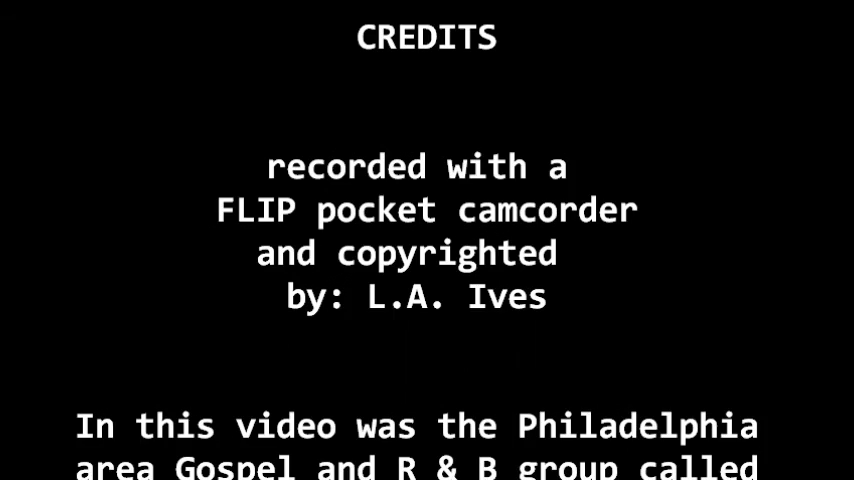 CREDITS
recorded with a
FLIP pocket camcorder
and copyrighted
by: L.A. Ives
In this video was the Philadelphia
area Gospel and R & B group called